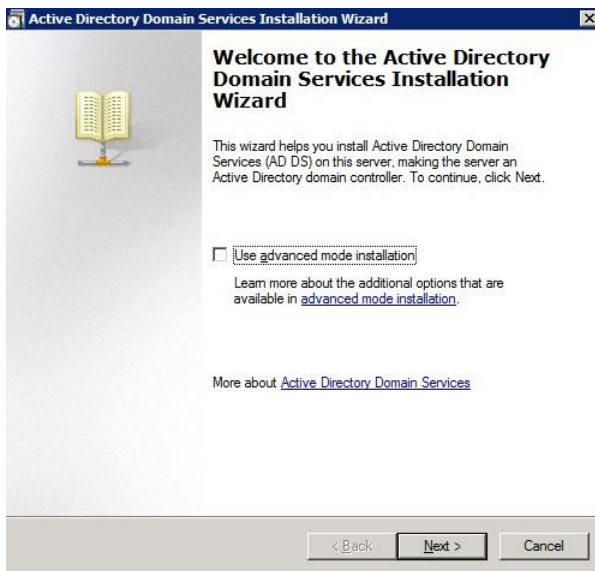 Active Directory Domain Services Installation Wizard
Welcome to the Active Directory
Domain Services Installation
Wizard
This wizard helps you install Active Directory Domain
Services (AD DS) on this server, making the server an
Active Directory domain controller. To continue, click Next.
Use advanced mode installation
Learn more about the additional options that are
available in advanced mode installation.
More about Active Directory Domain Services
< Back Next > Cancel